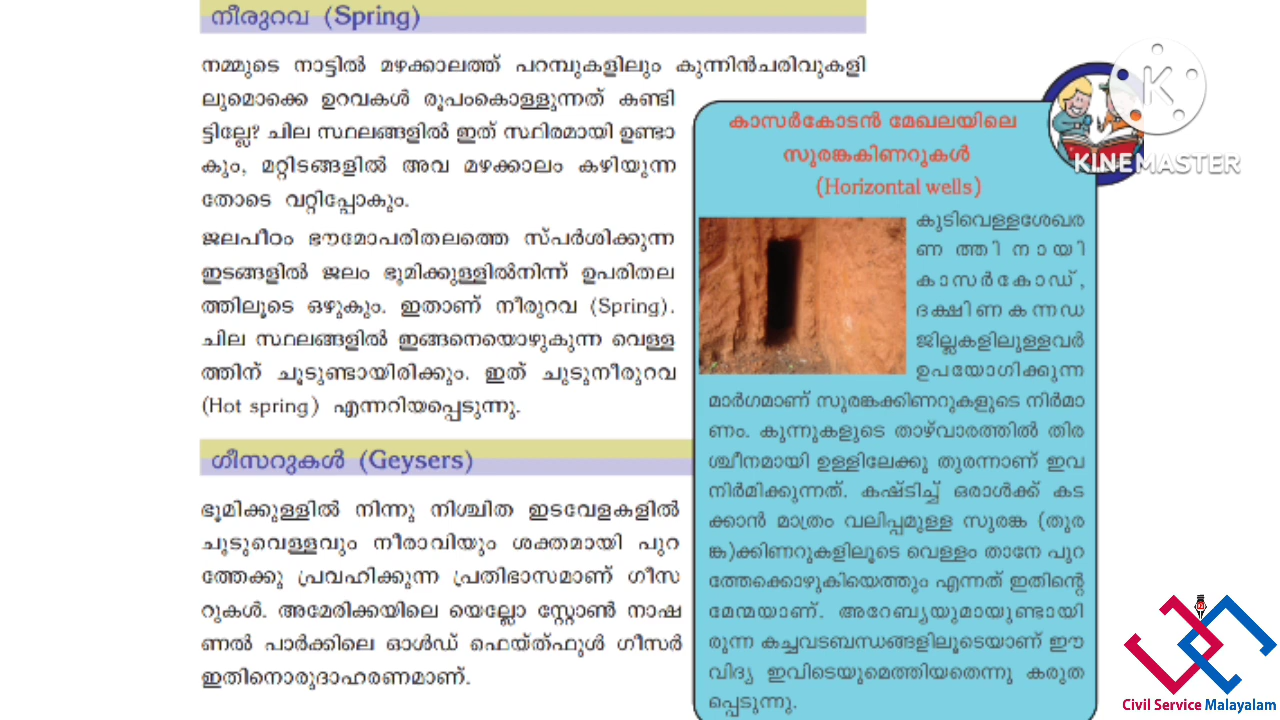 നീരുറവ (Spring)
നമ്മുടെ നാട്ടിൽ മഴക്കാലത്ത് പറമ്പുകളിലും കുന്നിൻചരിവുകളി
ലുമൊക്കെ ഉറവകൾ രൂപംകൊള്ളുന്നത് കണ്ടി
ട്ടില്ലേ? ചില സ്ഥലങ്ങളിൽ ഇത് സ്ഥിരമായി ഉണ്ടാ
കും, മറ്റിടങ്ങളിൽ അവ മഴക്കാലം കഴിയുന്ന
തോടെ വറ്റിപ്പോകും.
ജലപീഠം ഭൗമോപരിതലത്തെ സ്പർശിക്കുന്ന
ഇടങ്ങളിൽ ജലം ഭൂമിക്കുള്ളിൽനിന്ന് ഉപരിതല
ത്തിലൂടെ ഒഴുകും. ഇതാണ് നീരുറവ (Spring).
ചില സ്ഥലങ്ങളിൽ ഇങ്ങനെയൊഴുകുന്ന വെള്ള
ത്തിന് ചൂടുണ്ടായിരിക്കും. ഇത് ചുടുനീരുറവ
(Hot spring) എന്നറിയപ്പെടുന്നു.
ഗീസറുകൾ (Geysers)
ഭൂമിക്കുള്ളിൽ നിന്നു നിശ്ചിത ഇടവേളകളിൽ
ചൂടുവെള്ളവും നീരാവിയും ശക്തമായി പുറ
ത്തേക്കു പ്രവഹിക്കുന്ന പ്രതിഭാസമാണ് ഗീസ
റുകൾ. അമേരിക്കയിലെ യെല്ലോ സ്റ്റോൺ നാഷ
ണൽ പാർക്കിലെ ഓൾഡ് ഫെയ്ത്ഫുൾ ഗീസർ
ഇതിനൊരുദാഹരണമാണ്.
കാസർകോടൻ മേഖലയിലെ
സുരങ്കകിണറുകൾ
(Horizontal wells)
കുടിവെള്ളശേഖര
ണത്തിനായി
കാസർകോഡ്,
ദക്ഷിണകന്നഡ
ജില്ലകളിലുള്ളവർ
ഉപയോഗിക്കുന്ന
മാർഗമാണ് സുരങ്കക്കിണറുകളുടെ നിർമാ
ണം. കുന്നുകളുടെ താഴ്‌വാരത്തിൽ തിര
ശ്ചീനമായി ഉള്ളിലേക്കു തുരന്നാണ് ഇവ
നിർമിക്കുന്നത്. കഷ്ടിച്ച് ഒരാൾക്ക് കട
ക്കാൻ മാത്രം വലിപ്പമുള്ള സുരങ്ക (തുര
ങ്ക)ക്കിണറുകളിലൂടെ വെള്ളം താനേ പുറ
ത്തേക്കൊഴുകിയെത്തും എന്നത് ഇതിന്റെ
മേന്മയാണ്. അറേബ്യയുമായുണ്ടായി
രുന്ന കച്ചവടബന്ധങ്ങളിലൂടെയാണ് ഈ
വിദ്യ ഇവിടെയുമെത്തിയതെന്നു കരുത
പ്പെടുന്നു.
K
KINEMASTER
Civil Service Malayalam